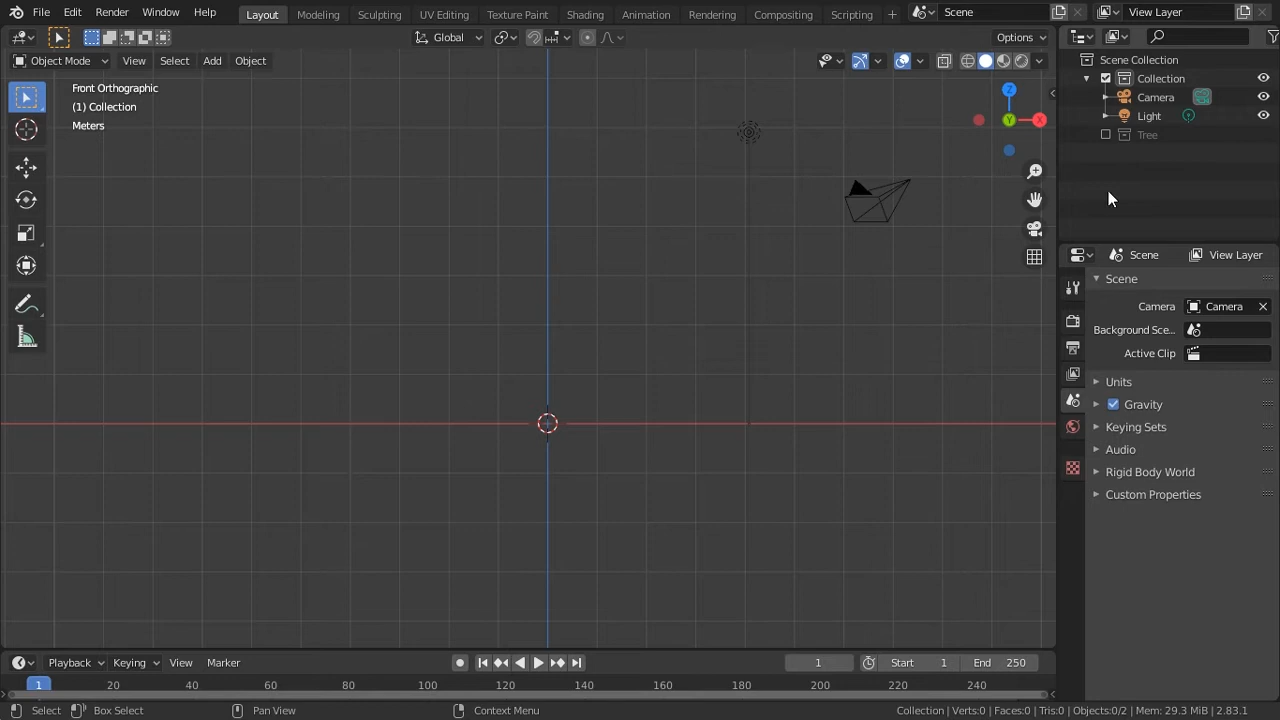 File Edit Render Window Help Layout Modeling Sculpting UV Editing Texture Paint Shading Animation Rendering Compositing Scripting + Scene View Layer
Global Options
Object Mode View Select Add Object
Front Orthographic
(1) Collection
Meters
Z
Y
X
Scene Collection
Collection
Camera
Light
Tree
Scene View Layer
Scene
Camera Camera
Background Sce...
Active Clip
Units
Gravity
Keying Sets
Audio
Rigid Body World
Custom Properties
Playback Keying View Marker 1 Start 1 End 250
1 20 40 60 80 100 120 140 160 180 200 220 240
Select Box Select Pan View Context Menu Collection | Verts:0 | Faces:0 | Tris:0 | Objects:0/2 | Mem: 29.3 MiB | 2.83.1